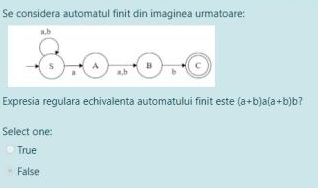 Se considera automatul finit din imaginea urmatoare:
a,b
S
a
A
a,b
B
b
C
Expresia regulara echivalenta automatului finit este (a+b)a(a+b)b?
Select one:
True
False